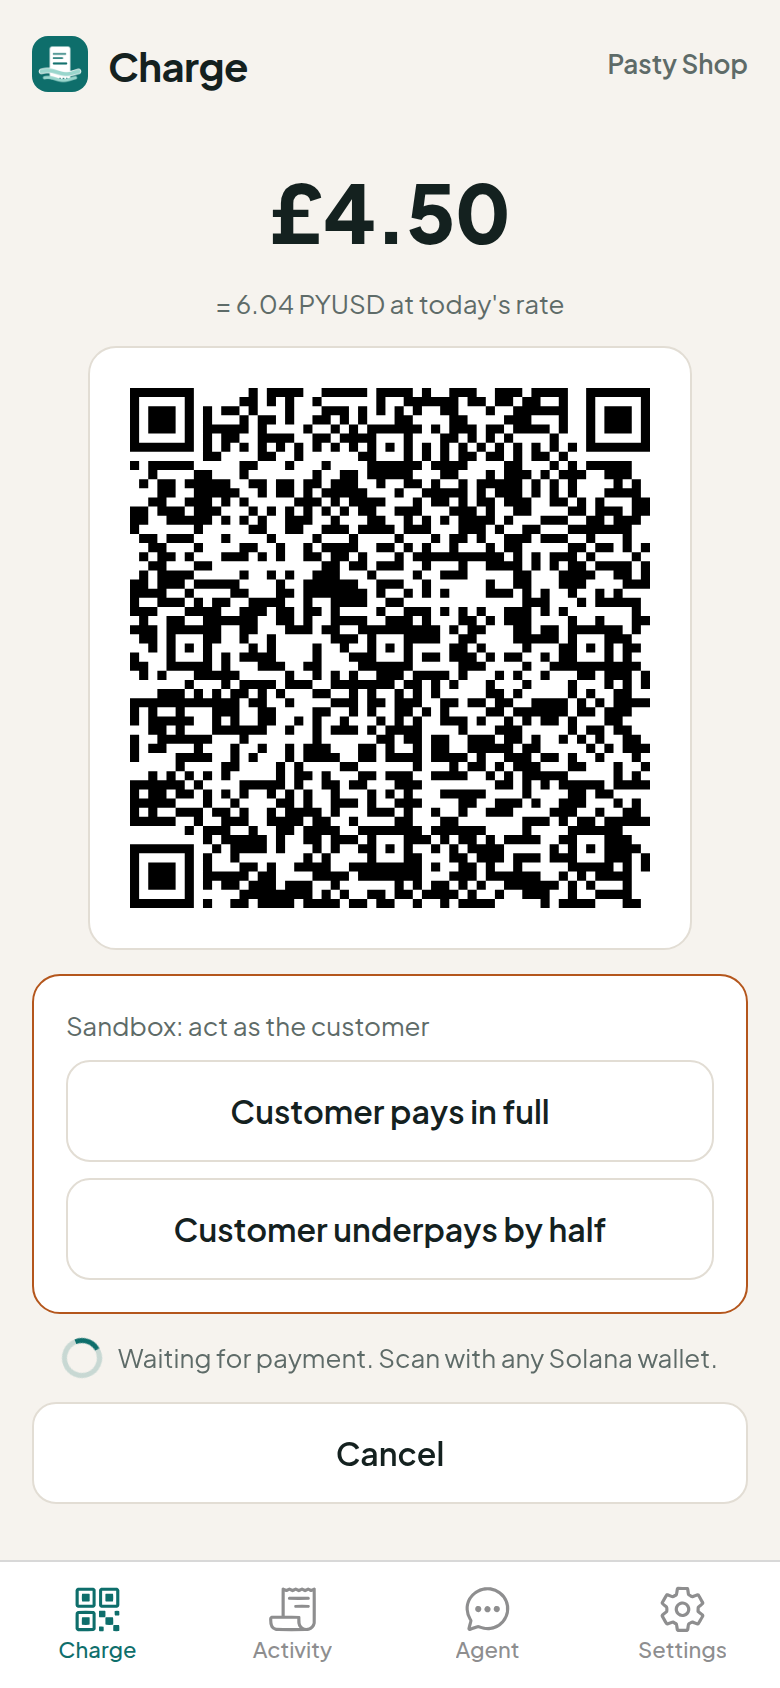 Charge
Pasty Shop
£4.50
= 6.04 PYUSD at today's rate
Sandbox: act as the customer
Customer pays in full
Customer underpays by half
Waiting for payment. Scan with any Solana wallet.
Cancel
Charge
Activity
Agent
Settings